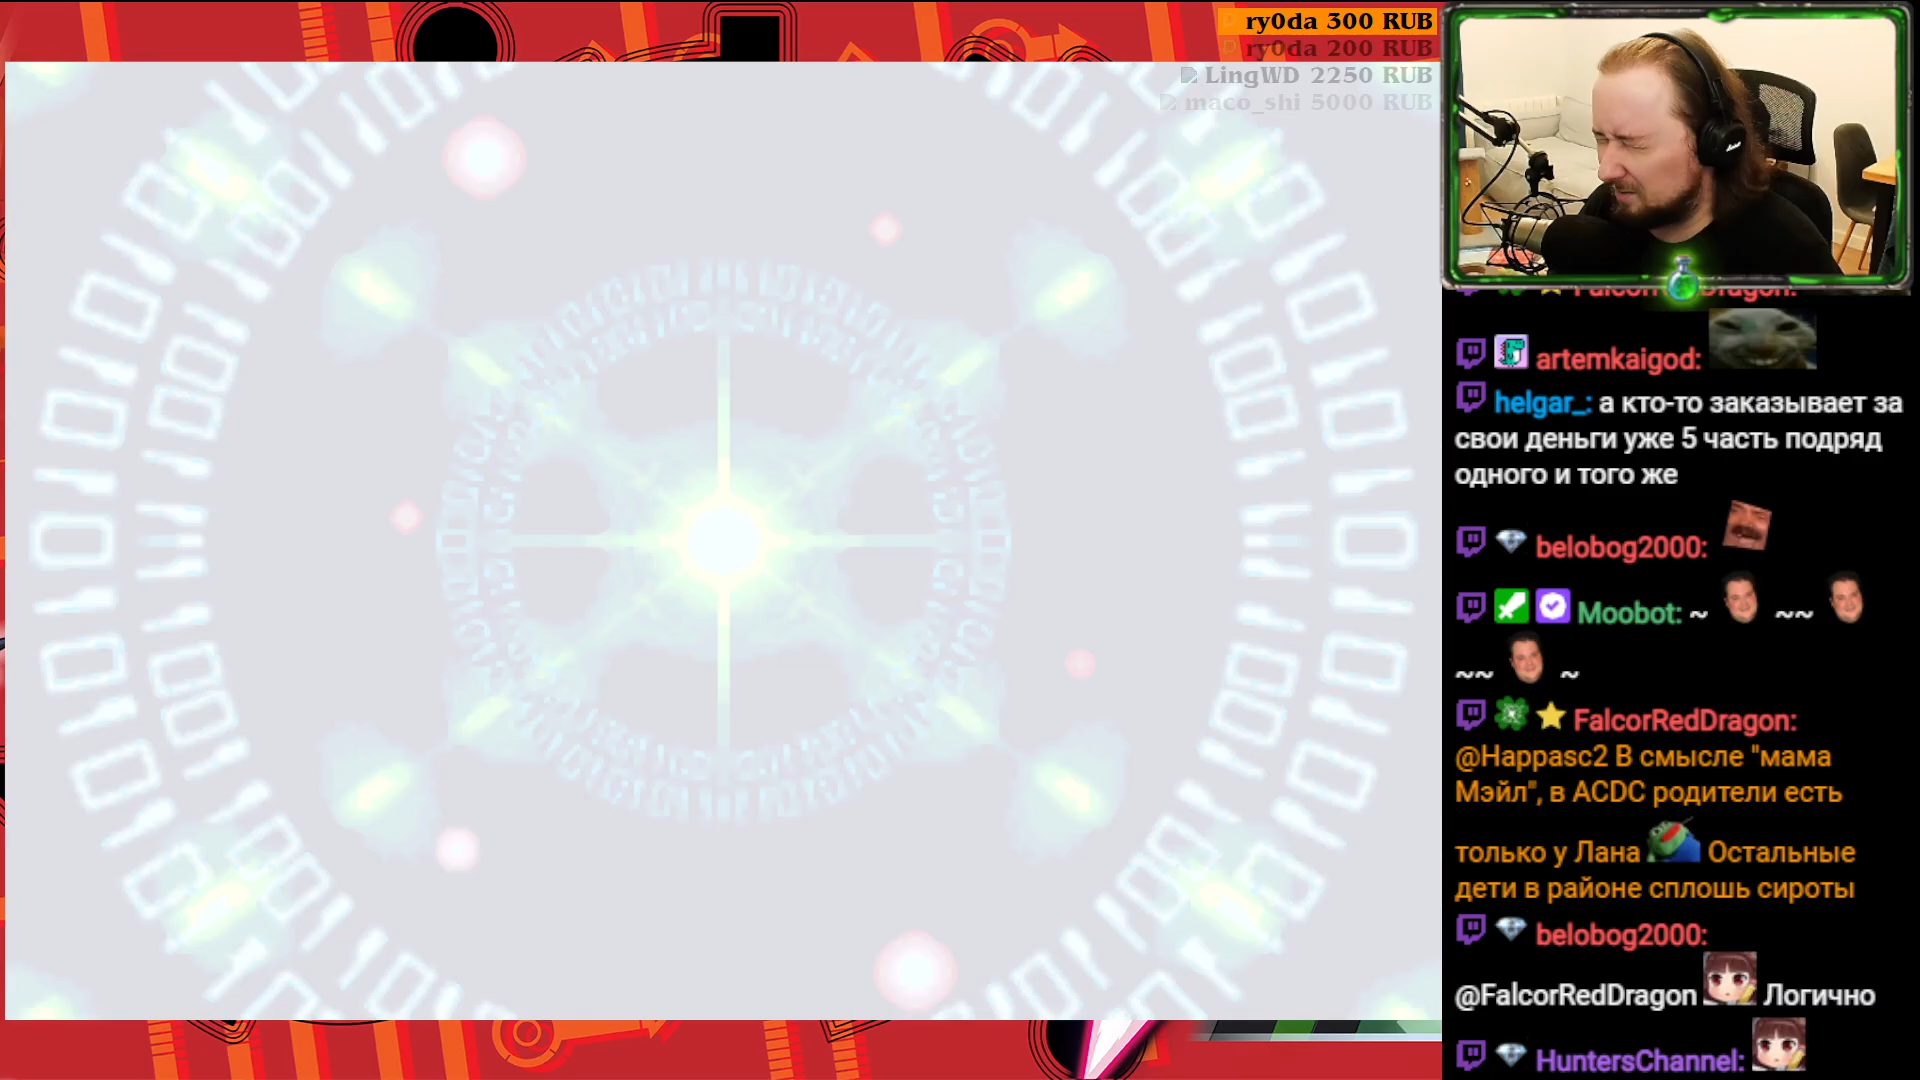 ry0da 300 RUB
ry0da 200 RUB
LingWD 2250 RUB
maco_shi 5000 RUB
FalcorRedDragon:
artemkaigod:
helgar_: а кто-то заказывает за
свои деньги уже 5 часть подряд
одного и того же
belobog2000:
Moobot: ~ ~~
~~ ~
FalcorRedDragon:
@Happasc2 В смысле "мама
Мэйл", в ACDC родители есть
только у Лана Остальные
дети в районе сплошь сироты
belobog2000:
@FalcorRedDragon Логично
HuntersChannel: